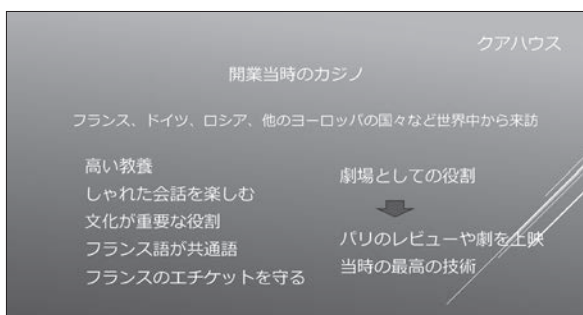 クアハウス
開業当時のカジノ
フランス、ドイツ、ロシア、他のヨーロッパの国々など世界中から来訪
高い教養
しゃれた会話を楽しむ
文化が重要な役割
フランス語が共通語
フランスのエチケットを守る
劇場としての役割
パリのレビューや劇を上映
当時の最高の技術